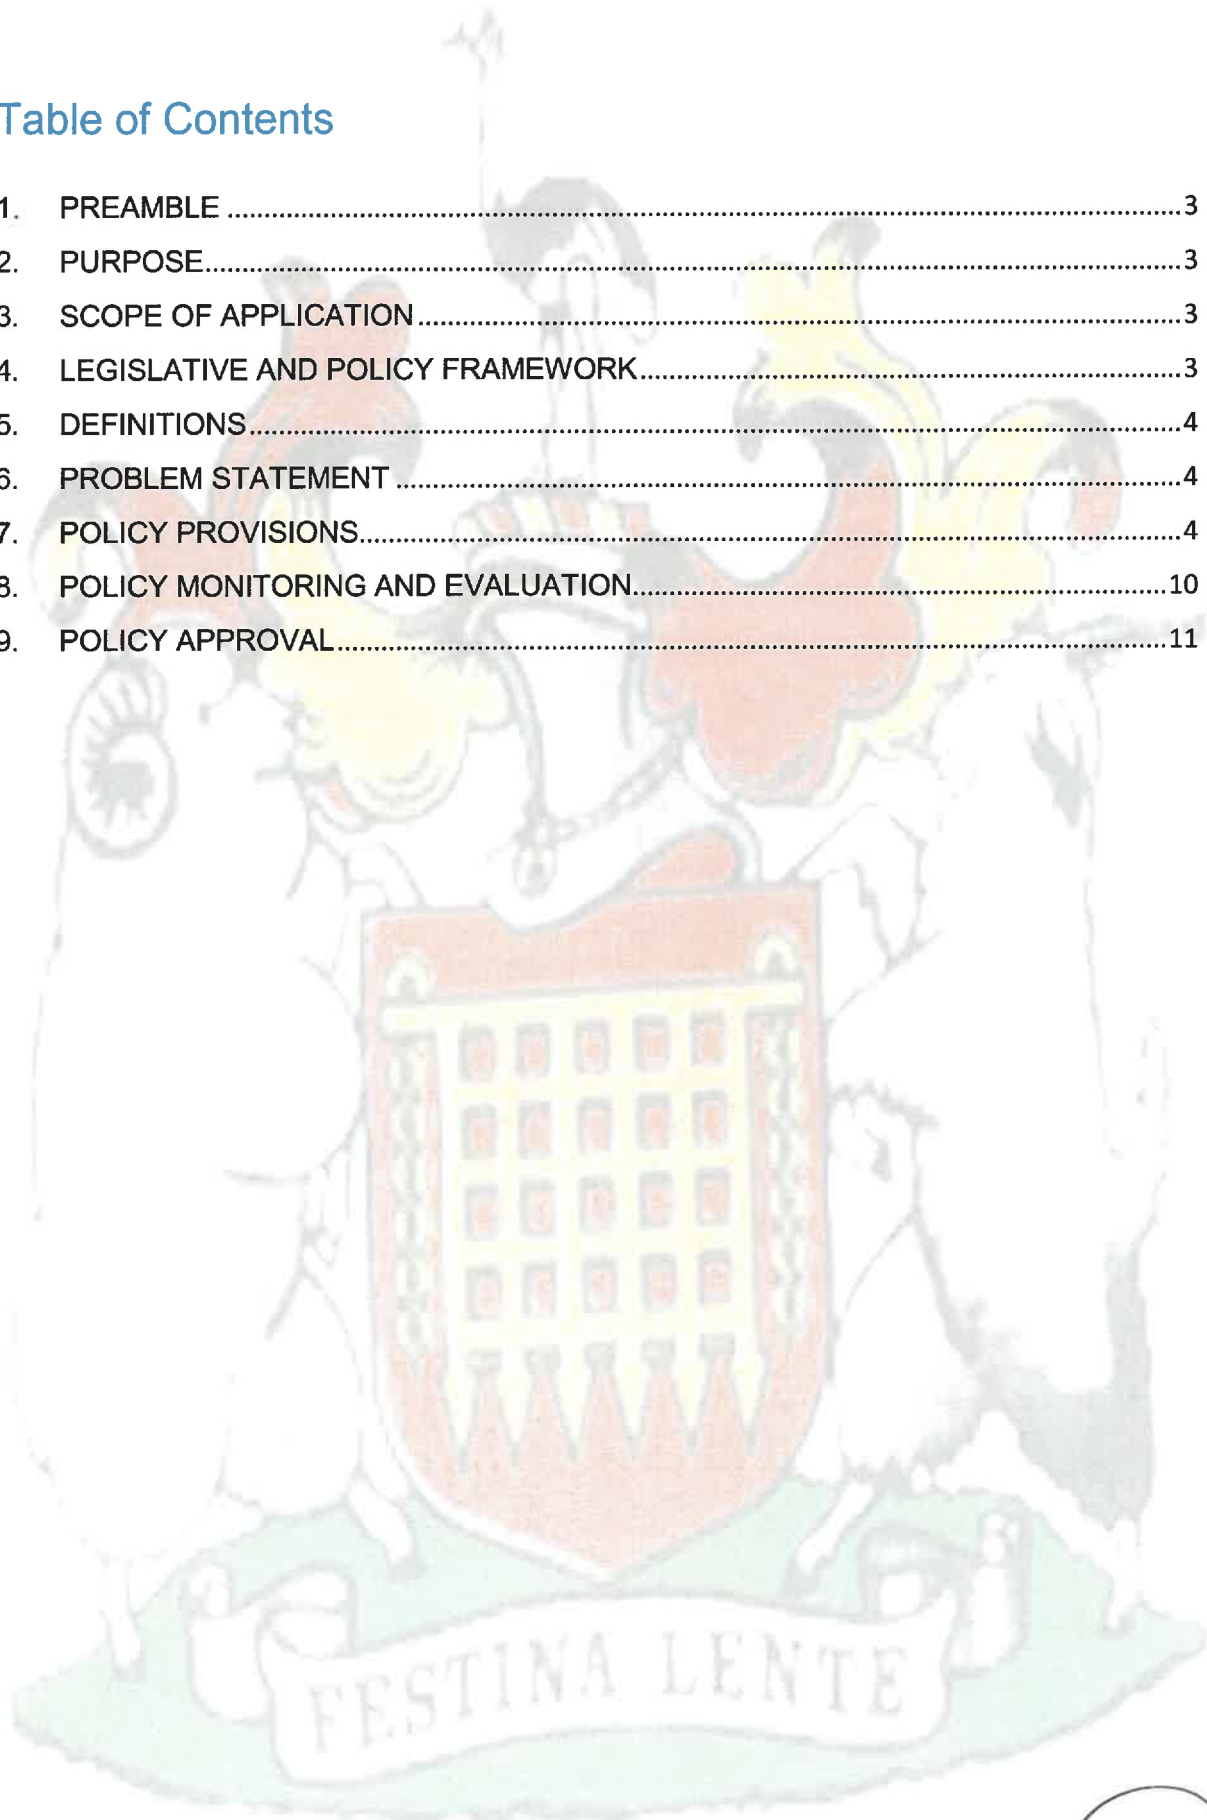 Table of Contents
1. PREAMBLE ........ 3
2. PURPOSE........ 3
3. SCOPE OF APPLICATION ........ 3
4. LEGISLATIVE AND POLICY FRAMEWORK........ 3
5. DEFINITIONS........ 4
6. PROBLEM STATEMENT ........ 4
7. POLICY PROVISIONS........ 4
8. POLICY MONITORING AND EVALUATION........ 10
9. POLICY APPROVAL........ 11
FESTINA LENTE